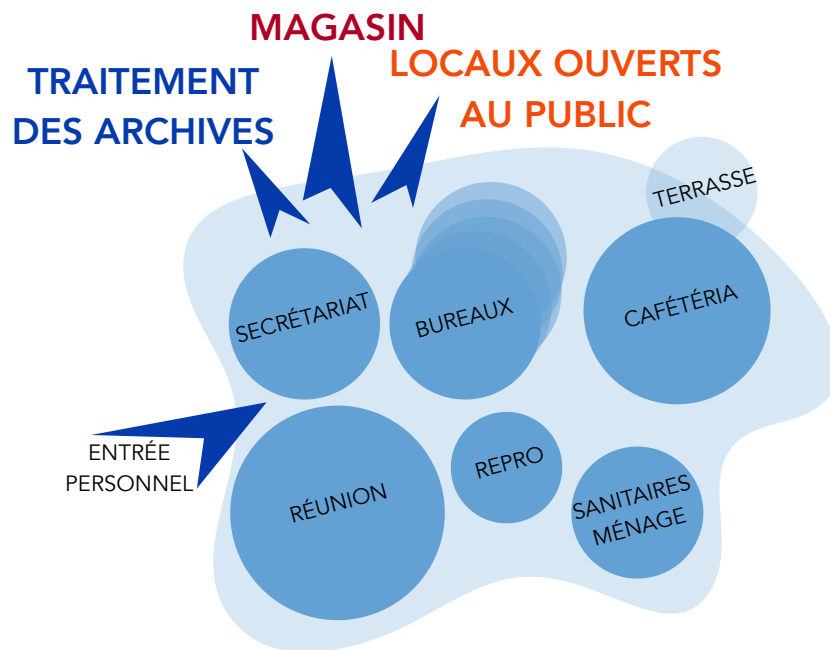 MAGASIN
LOCAUX OUVERTS
AU PUBLIC
TRAITEMENT
DES ARCHIVES
TERRASSE
SECRÉTARIAT
BUREAUX
CAFÉTÉRIA
ENTRÉE
PERSONNEL
RÉUNION
REPRO
SANITAIRES
MÉNAGE